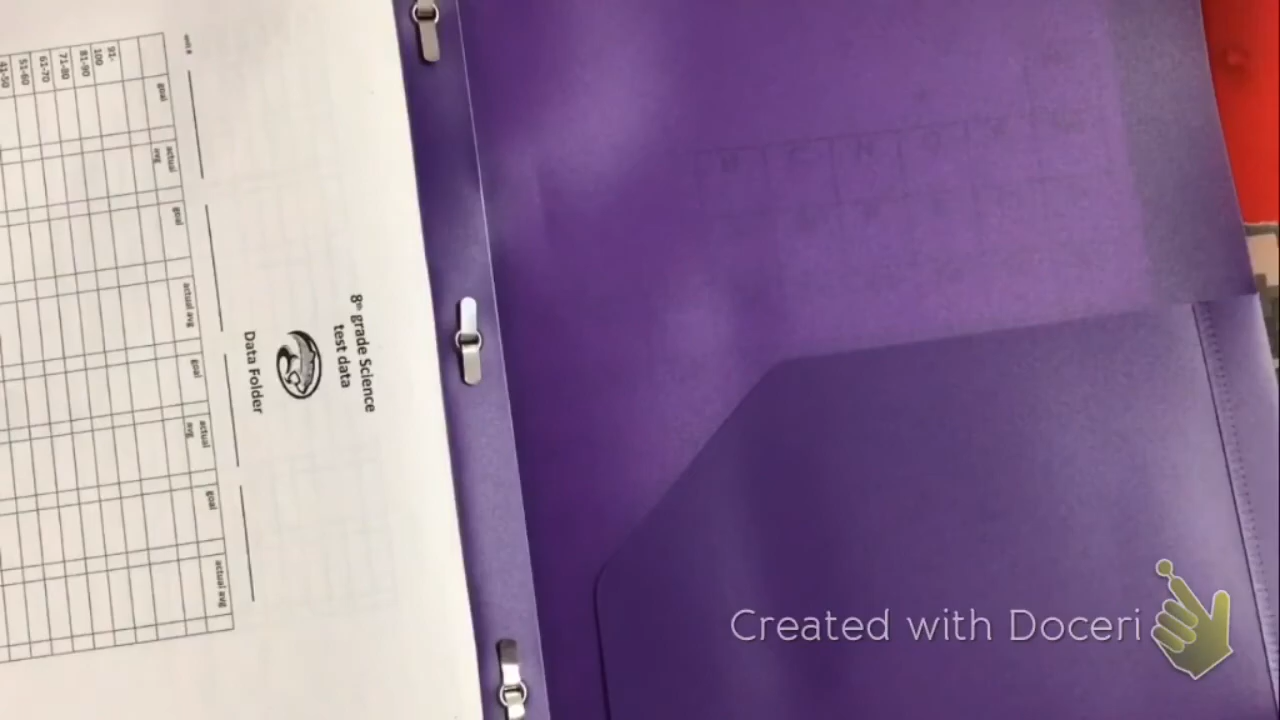 8th grade Science
test data
Data Folder
unit #
goal
actual
avg
goal
actual avg
goal
actual
avg
goal
actual avg
91-
100
81-90
71-80
61-70
51-60
41-50
Created with Doceri